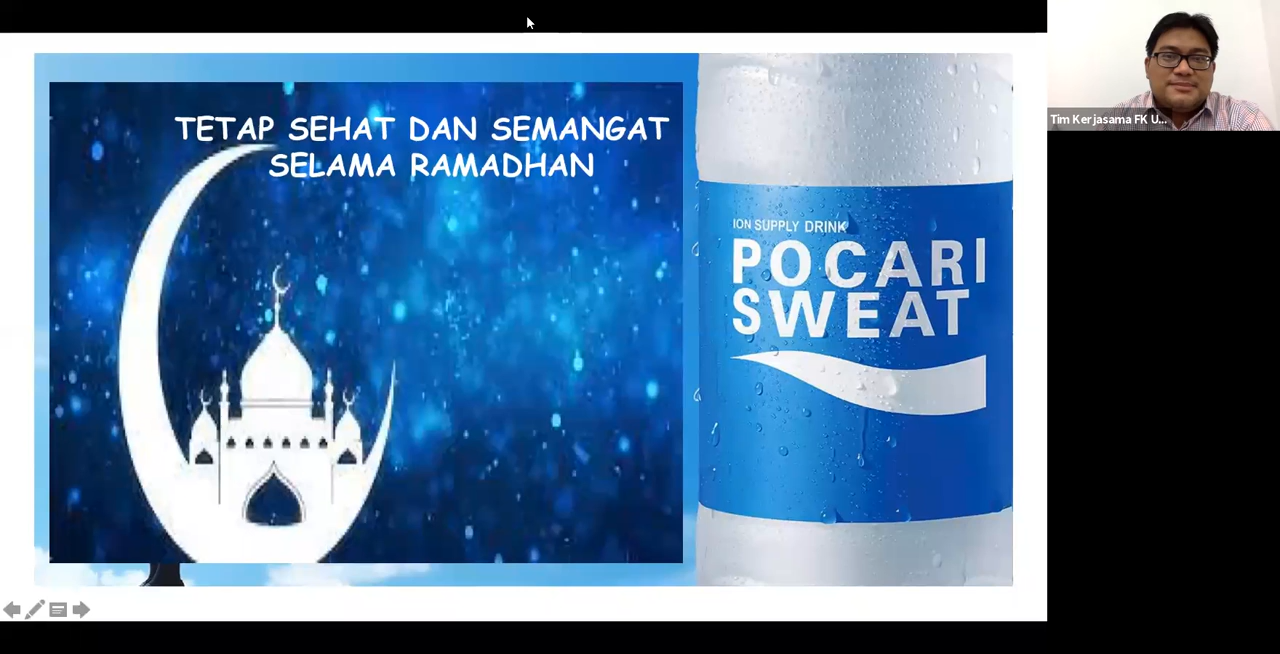 TETAP SEHAT DAN SEMANGAT
SELAMA RAMADHAN
ION SUPPLY DRINK
POCARI
SWEAT
Tim Kerjasama FK U...